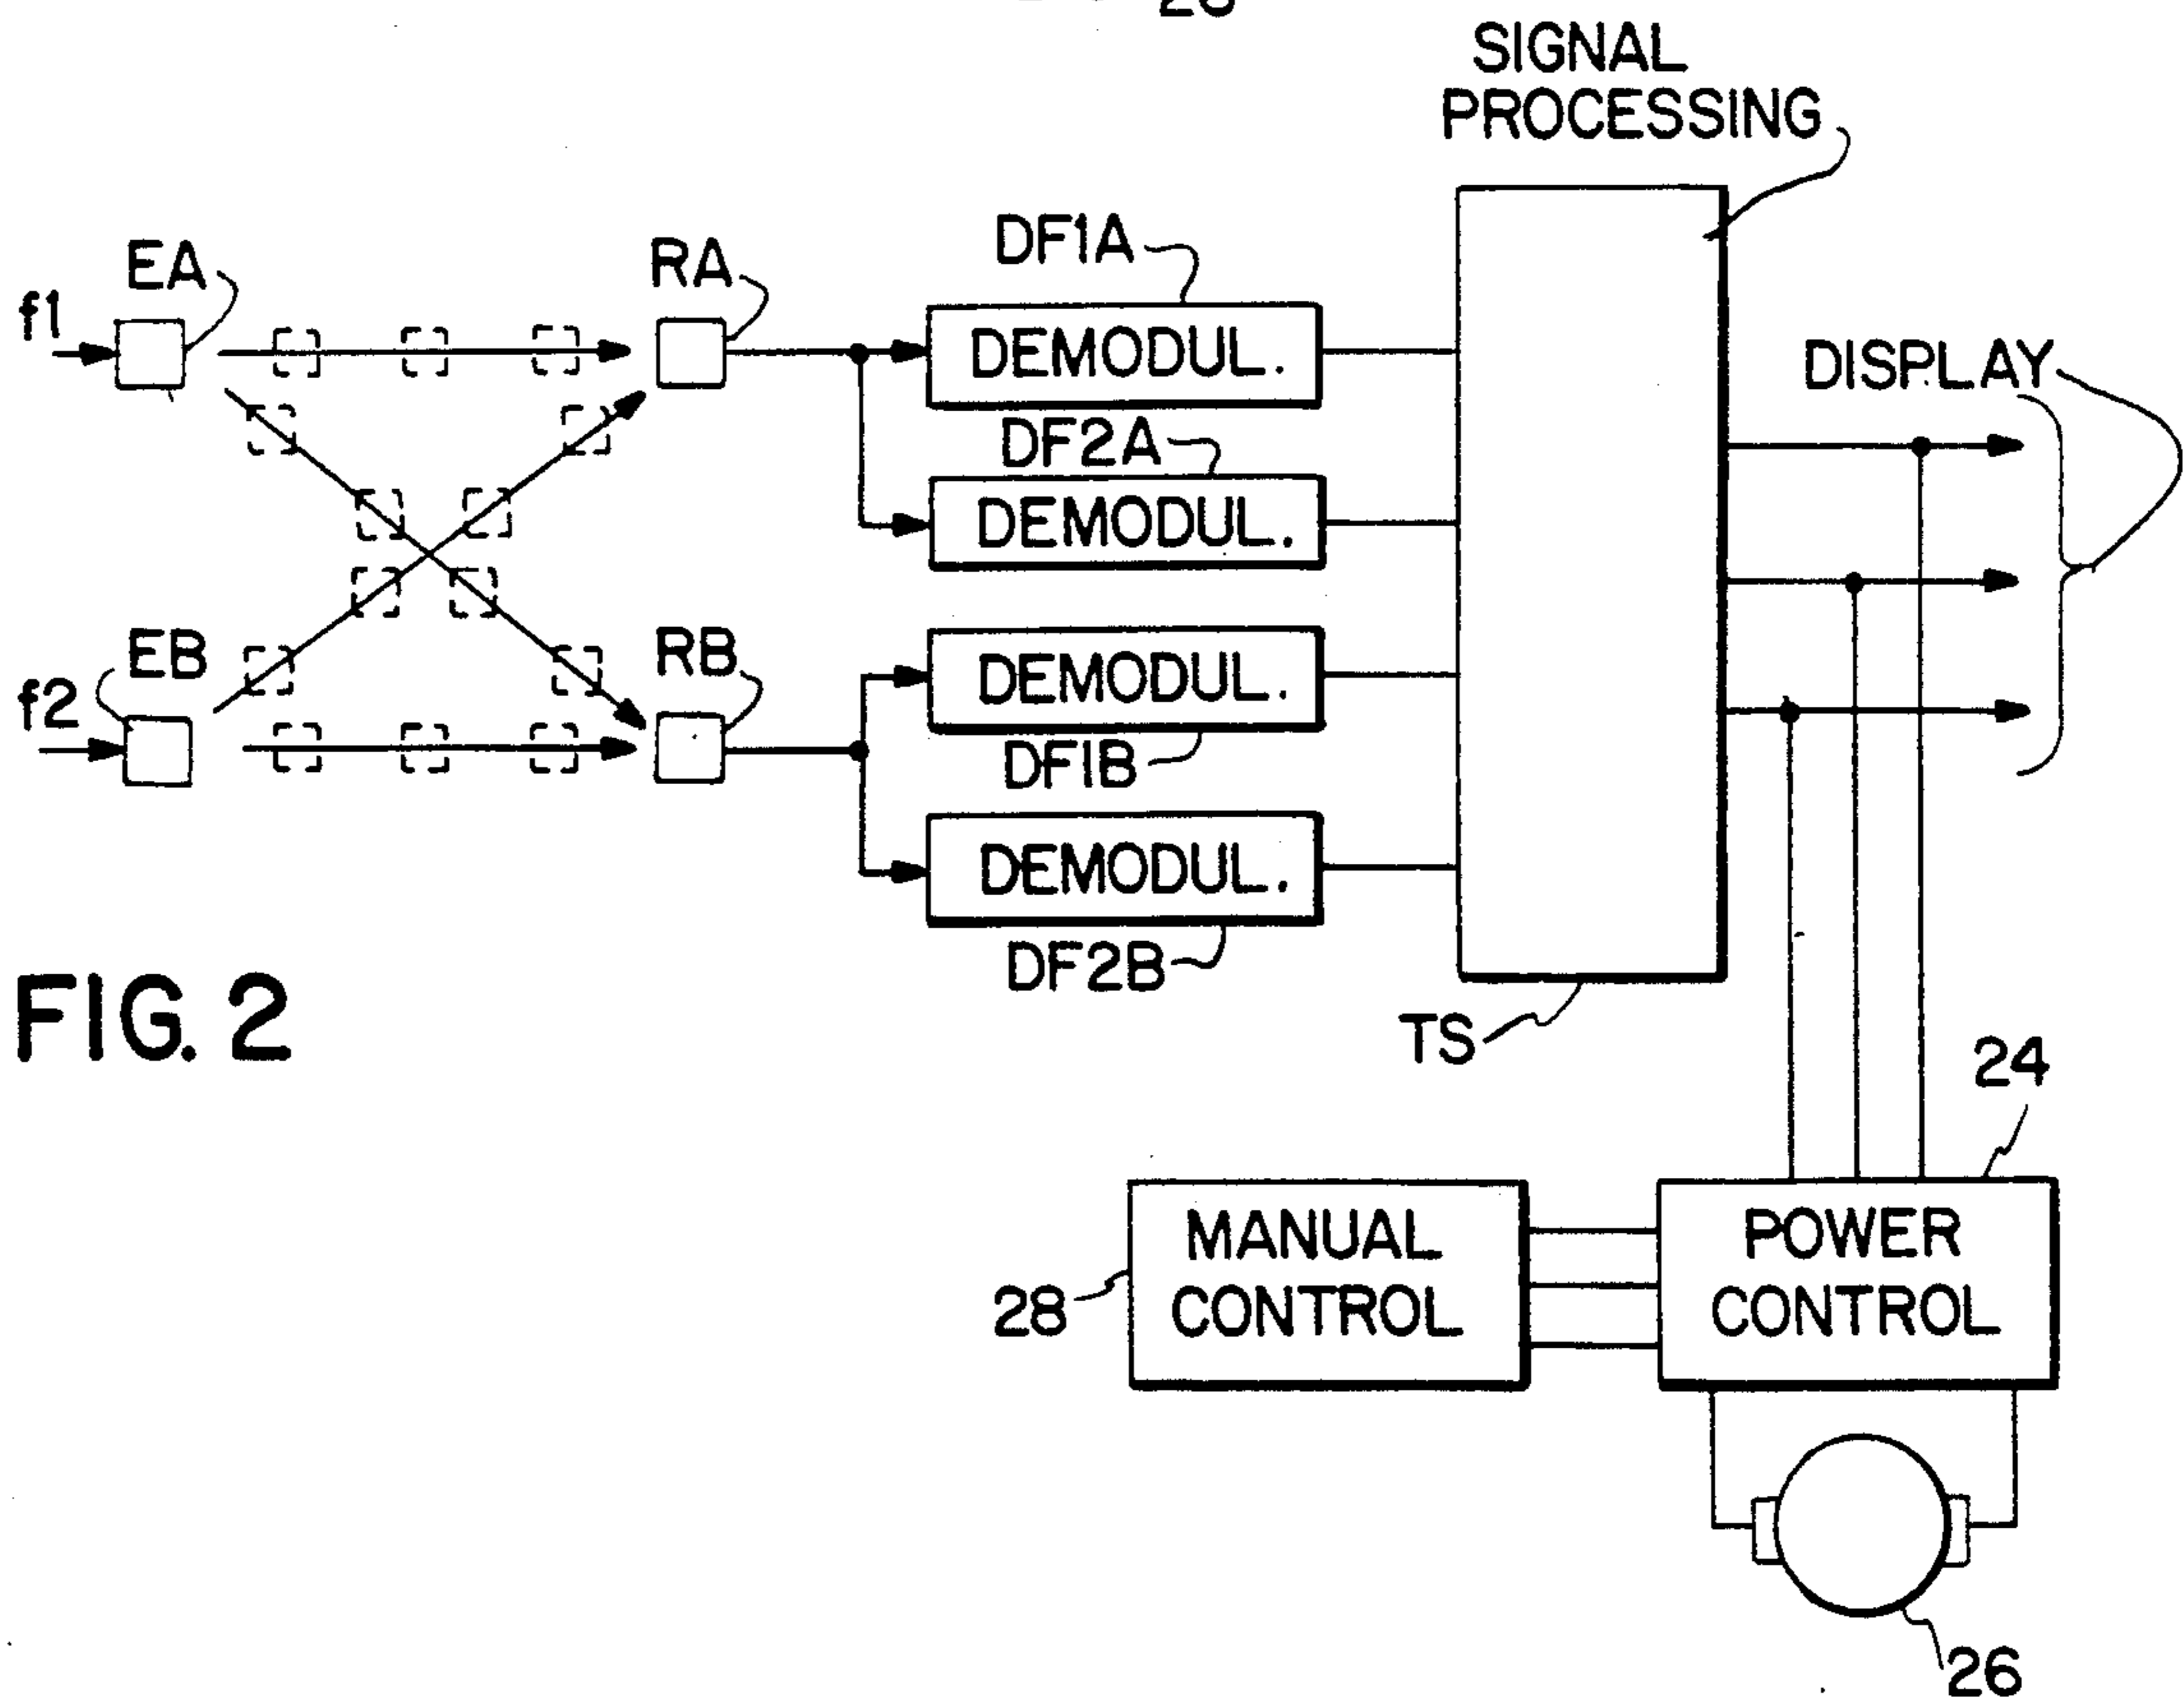 SIGNAL
PROCESSING
EA
RA
DF1A
f1
DEMODUL.
DISPLAY
DF2A
DEMODUL.
EB
RB
DEMODUL.
f2
DF1B
DEMODUL.
DF2B
FIG. 2
TS
24
MANUAL
CONTROL
POWER
CONTROL
28
26